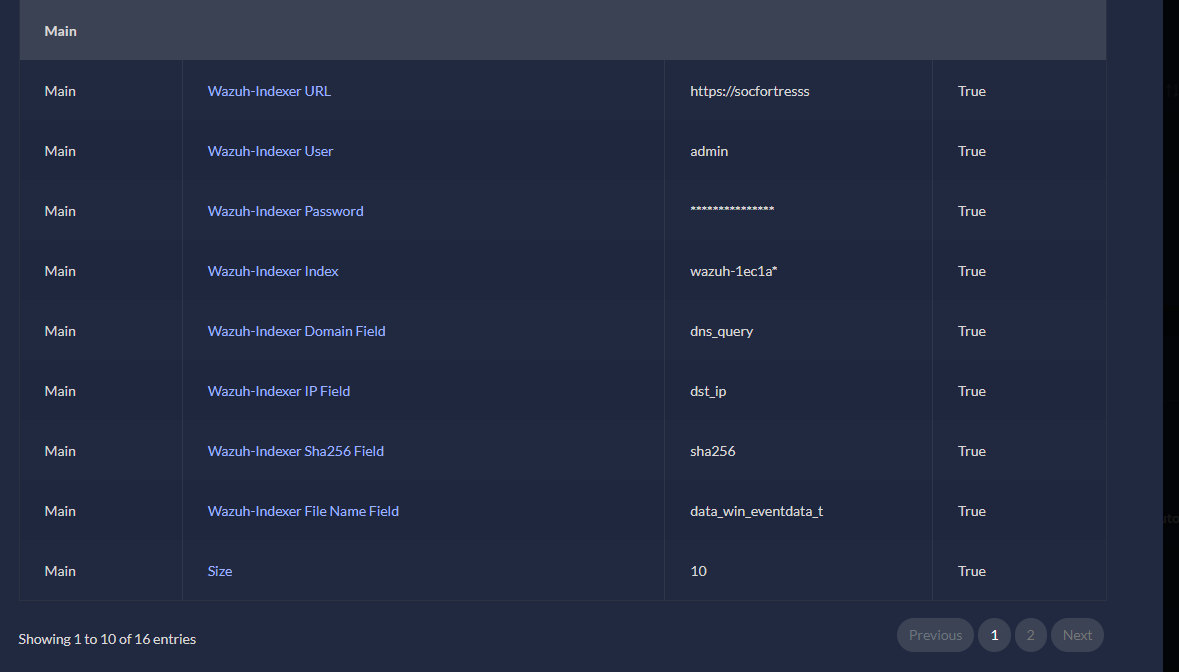 Main
Main Wazuh-Indexer URL https://socfortresss True
Main Wazuh-Indexer User admin True
Main Wazuh-Indexer Password *************** True
Main Wazuh-Indexer Index wazuh-1ec1a* True
Main Wazuh-Indexer Domain Field dns_query True
Main Wazuh-Indexer IP Field dst_ip True
Main Wazuh-Indexer Sha256 Field sha256 True
Main Wazuh-Indexer File Name Field data_win_eventdata_t True
Main Size 10 True
Showing 1 to 10 of 16 entries Previous 1 2 Next